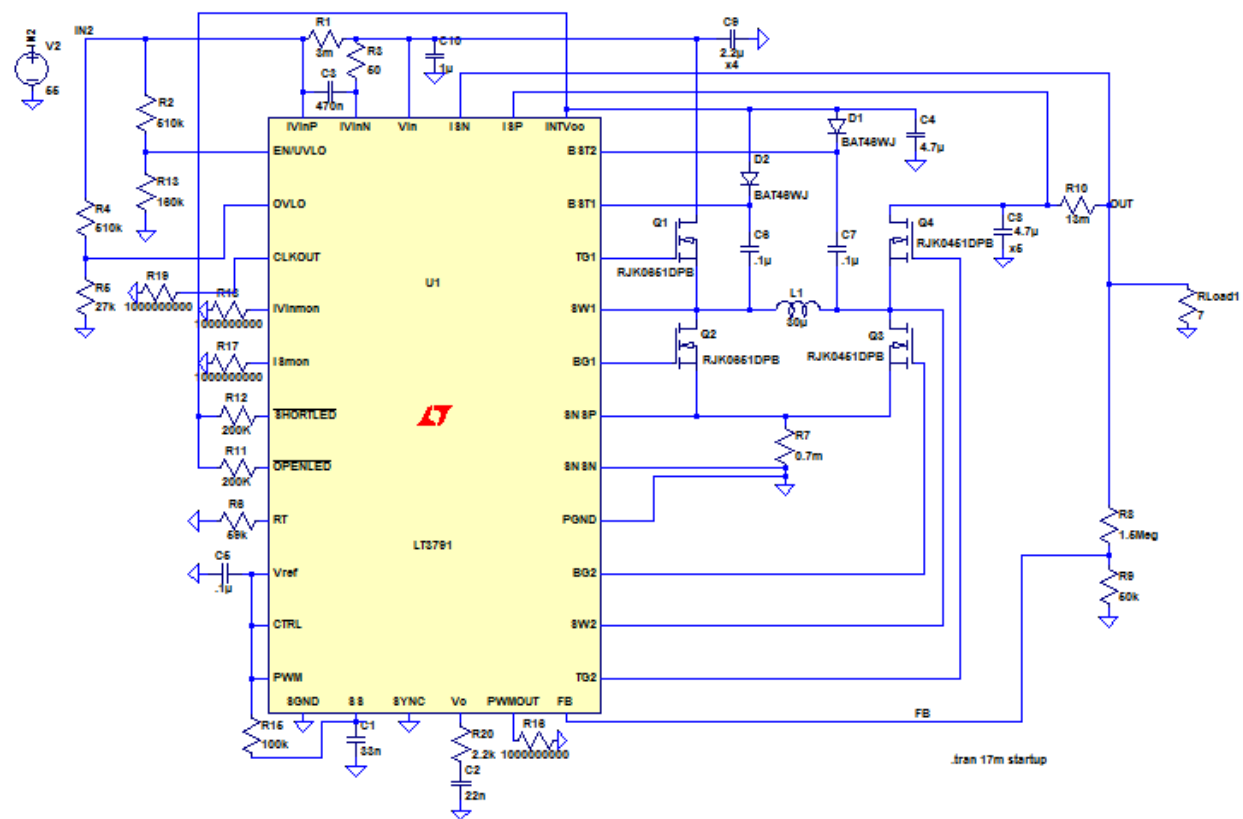 IN2
V2
55
IN2
R1
3m
R3
50
C3
470n
C10
1µ
C9
2.2µ
x4
R2
510k
R13
160k
R4
510k
R5
27k
R19
1000000000
R18
1000000000
R17
1000000000
R12
200K
R11
200K
R6
59k
C5
.1µ
R15
100k
C1
33n
R20
2.2k
C2
22n
R16
1000000000
IVinP
IVinN
Vin
ISN
ISP
INTVcc
EN/UVLO
OVLO
CLKOUT
IVinmon
ISmon
SHORTLED
OPENLED
RT
Vref
CTRL
PWM
SGND
SS
SYNC
Vc
PWMOUT
FB
BST2
BST1
TG1
SW1
BG1
SNSP
SNSN
PGND
BG2
SW2
TG2
U1
LT3791
D1
BAT46WJ
D2
BAT46WJ
C4
4.7µ
C6
.1µ
C7
.1µ
Q1
RJK0651DPB
Q2
RJK0651DPB
Q4
RJK0451DPB
Q3
RJK0451DPB
L1
30µ
R7
0.7m
C8
4.7µ
x5
R10
13m
OUT
RLoad1
7
R8
1.5Meg
R9
50k
FB
.tran 17m startup